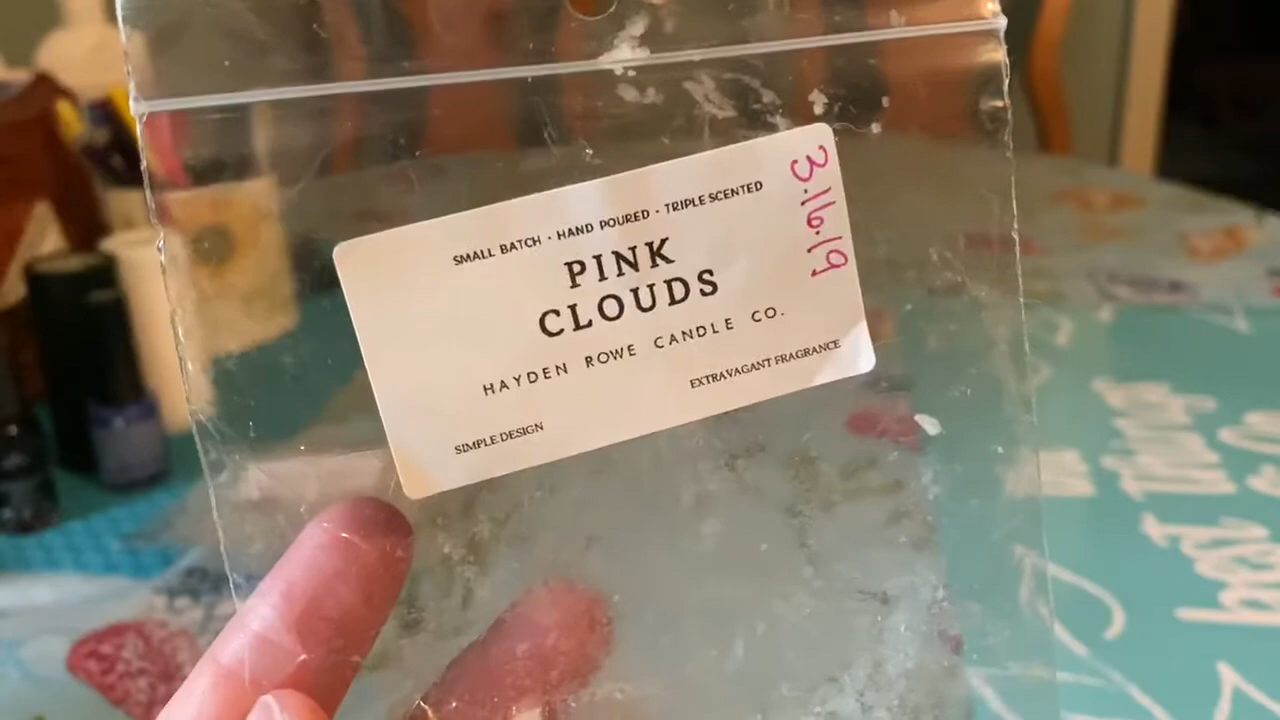 SMALL BATCH · HAND POURED · TRIPLE SCENTED
PINK
CLOUDS
HAYDEN ROWE CANDLE CO.
EXTRAVAGANT FRAGRANCE
SIMPLE DESIGN
3.16.19
best